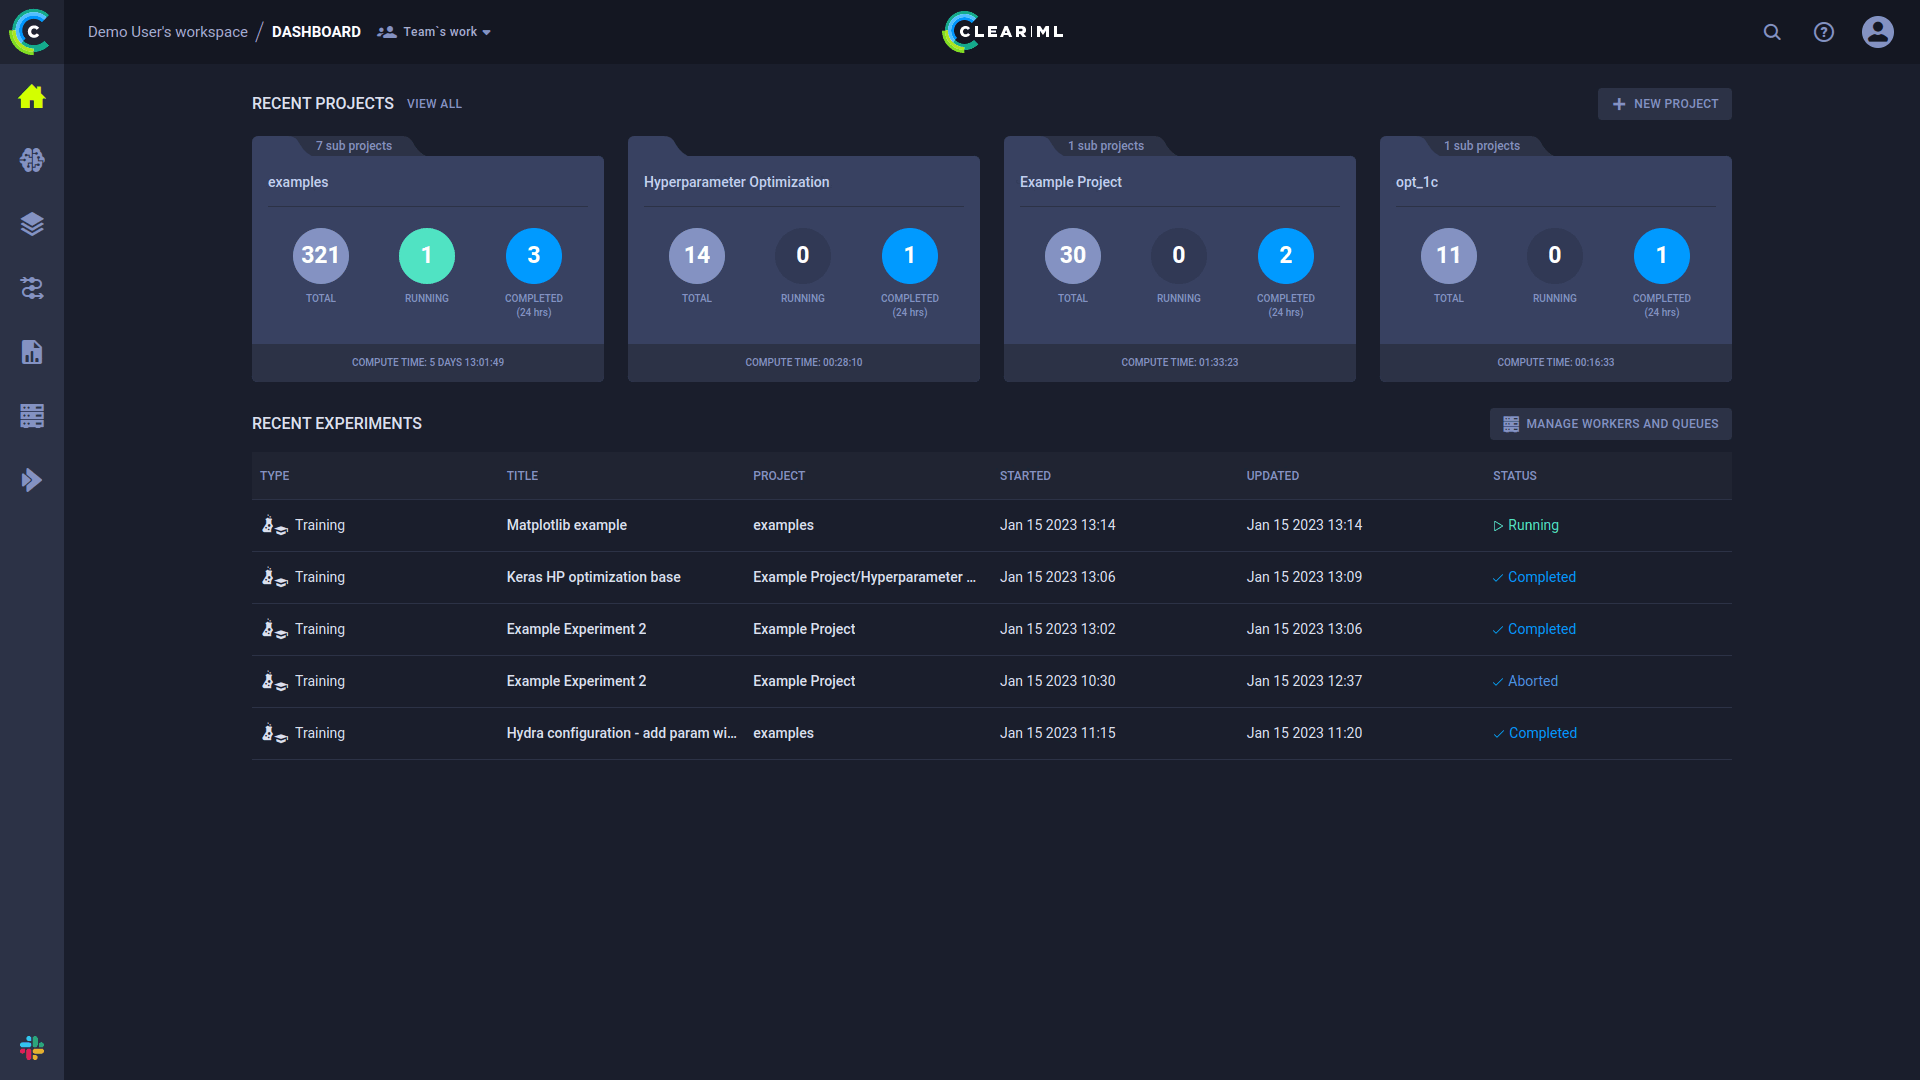 Demo User's workspace / DASHBOARD Team`s work
C
CLEAR|ML
?
RECENT PROJECTS VIEW ALL
NEW PROJECT
7 sub projects
examples
321 1 3
TOTAL RUNNING COMPLETED
(24 hrs)
COMPUTE TIME: 5 DAYS 13:01:49
Hyperparameter Optimization
14 0 1
TOTAL RUNNING COMPLETED
(24 hrs)
COMPUTE TIME: 00:28:10
1 sub projects
Example Project
30 0 2
TOTAL RUNNING COMPLETED
(24 hrs)
COMPUTE TIME: 01:33:23
1 sub projects
opt_1c
11 0 1
TOTAL RUNNING COMPLETED
(24 hrs)
COMPUTE TIME: 00:16:33
RECENT EXPERIMENTS
MANAGE WORKERS AND QUEUES
TYPE TITLE PROJECT STARTED UPDATED STATUS
Training Matplotlib example examples Jan 15 2023 13:14 Jan 15 2023 13:14 Running
Training Keras HP optimization base Example Project/Hyperparameter ... Jan 15 2023 13:06 Jan 15 2023 13:09 Completed
Training Example Experiment 2 Example Project Jan 15 2023 13:02 Jan 15 2023 13:06 Completed
Training Example Experiment 2 Example Project Jan 15 2023 10:30 Jan 15 2023 12:37 Aborted
Training Hydra configuration - add param wi... examples Jan 15 2023 11:15 Jan 15 2023 11:20 Completed